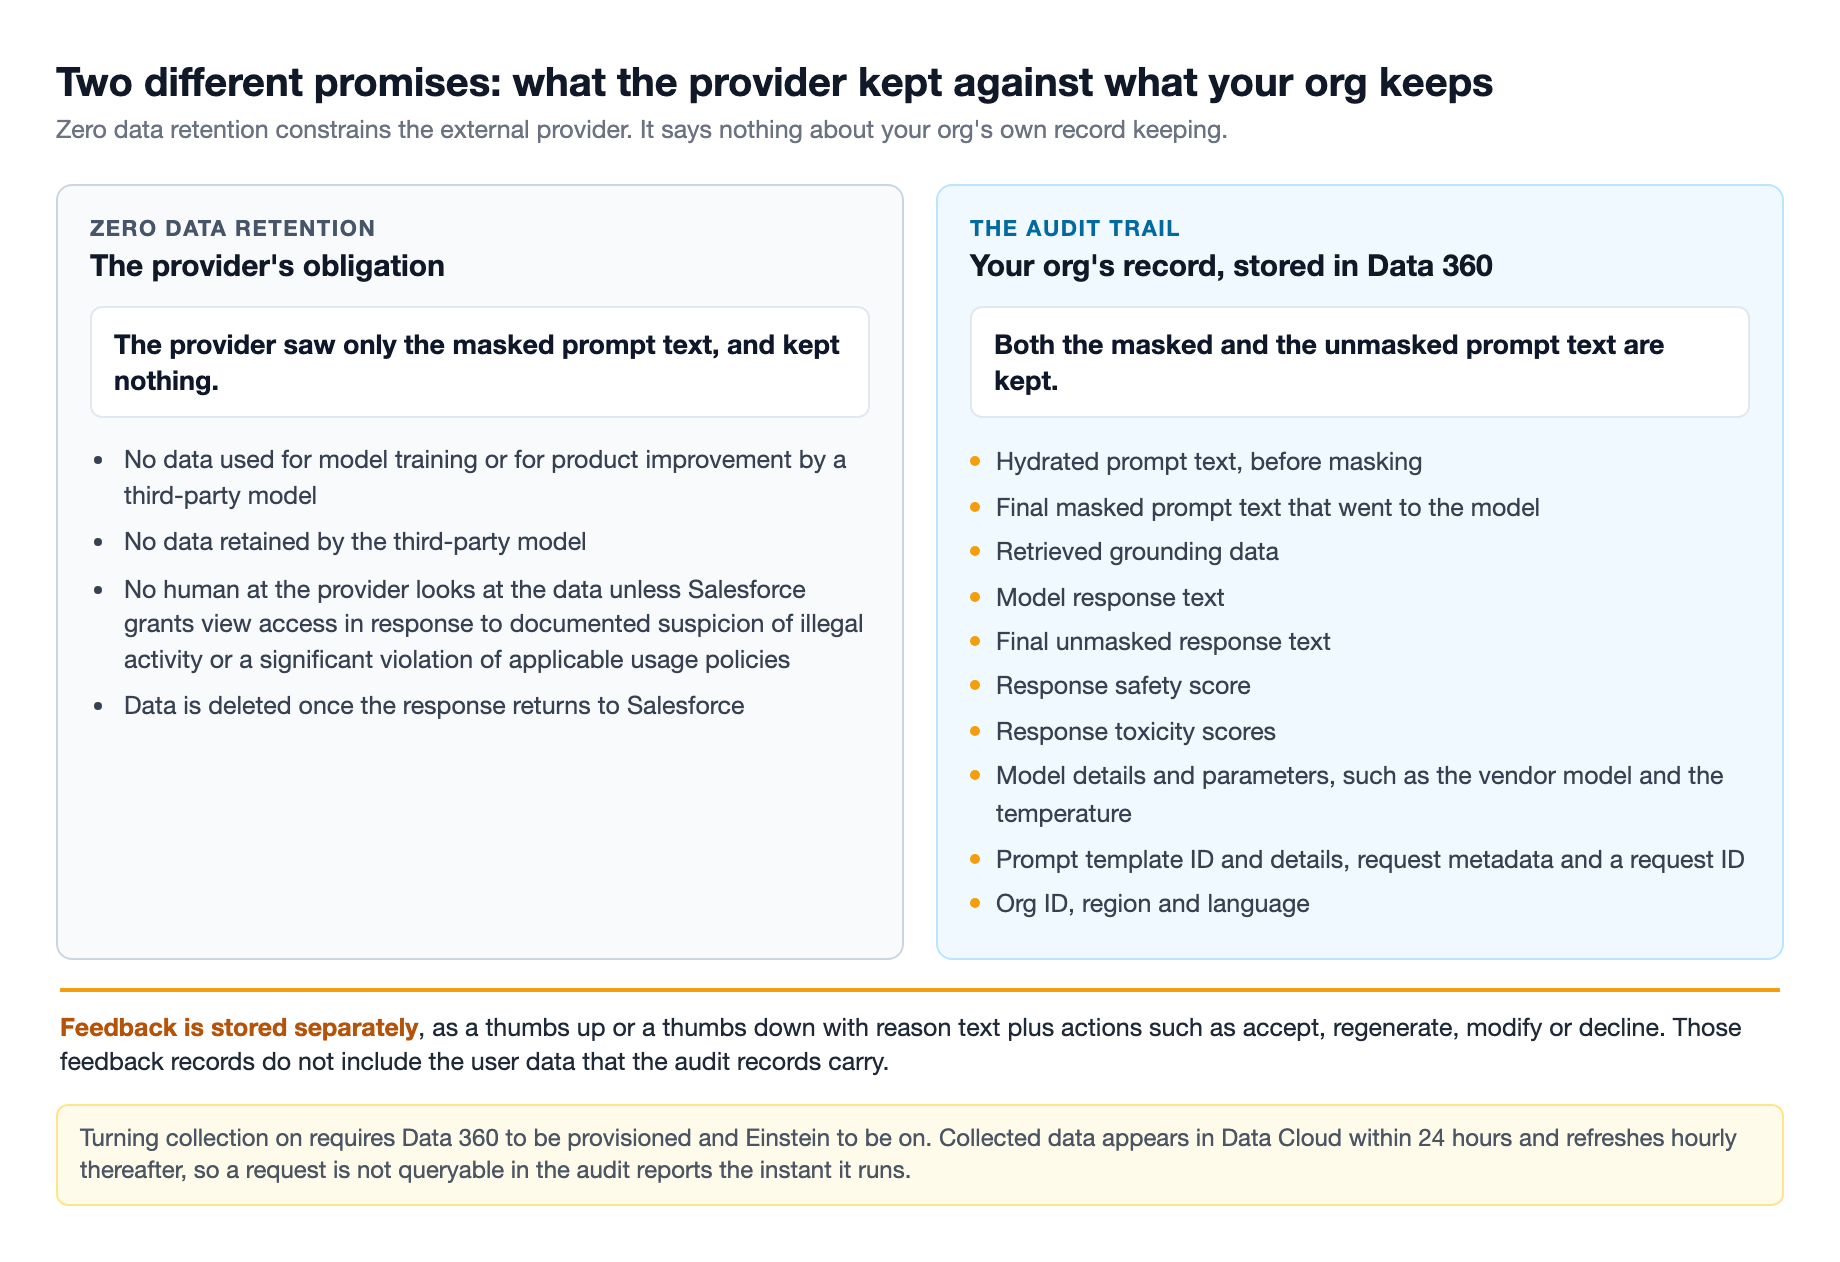 Two different promises: what the provider kept against what your org keeps
Zero data retention constrains the external provider. It says nothing about your org's own record keeping.
ZERO DATA RETENTION
The provider's obligation
The provider saw only the masked prompt text, and kept
nothing.
• No data used for model training or for product improvement by a
third-party model
• No data retained by the third-party model
• No human at the provider looks at the data unless Salesforce
grants view access in response to documented suspicion of illegal
activity or a significant violation of applicable usage policies
• Data is deleted once the response returns to Salesforce
THE AUDIT TRAIL
Your org's record, stored in Data 360
Both the masked and the unmasked prompt text are
kept.
• Hydrated prompt text, before masking
• Final masked prompt text that went to the model
• Retrieved grounding data
• Model response text
• Final unmasked response text
• Response safety score
• Response toxicity scores
• Model details and parameters, such as the vendor model and the
temperature
• Prompt template ID and details, request metadata and a request ID
• Org ID, region and language
Feedback is stored separately, as a thumbs up or a thumbs down with reason text plus actions such as accept, regenerate, modify or decline. Those
feedback records do not include the user data that the audit records carry.
Turning collection on requires Data 360 to be provisioned and Einstein to be on. Collected data appears in Data Cloud within 24 hours and refreshes hourly
thereafter, so a request is not queryable in the audit reports the instant it runs.